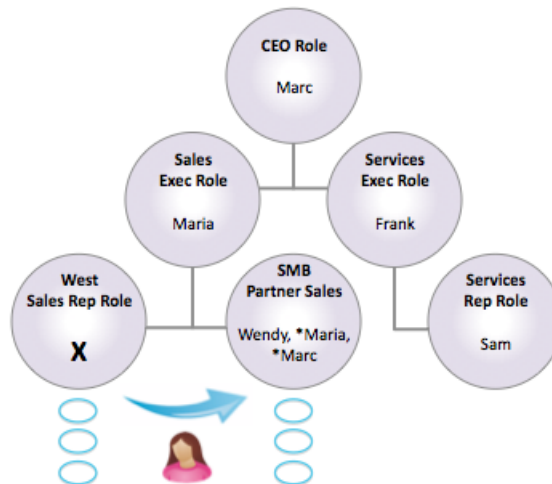 CEO Role
Marc
Sales
Exec Role
Maria
Services
Exec Role
Frank
West
Sales Rep Role
X
SMB
Partner Sales
Wendy, *Maria,
*Marc
Services
Rep Role
Sam